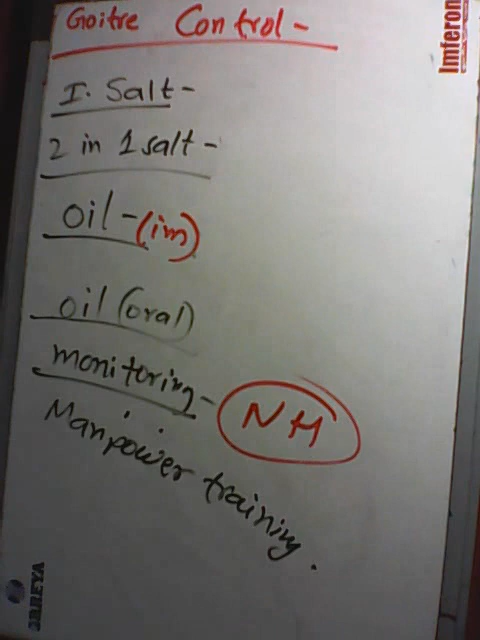 Goitre Control -
Imferon
I. Salt -
2 in 1 salt -
oil - (im)
oil (oral)
monitoring - NH
Manpower training.